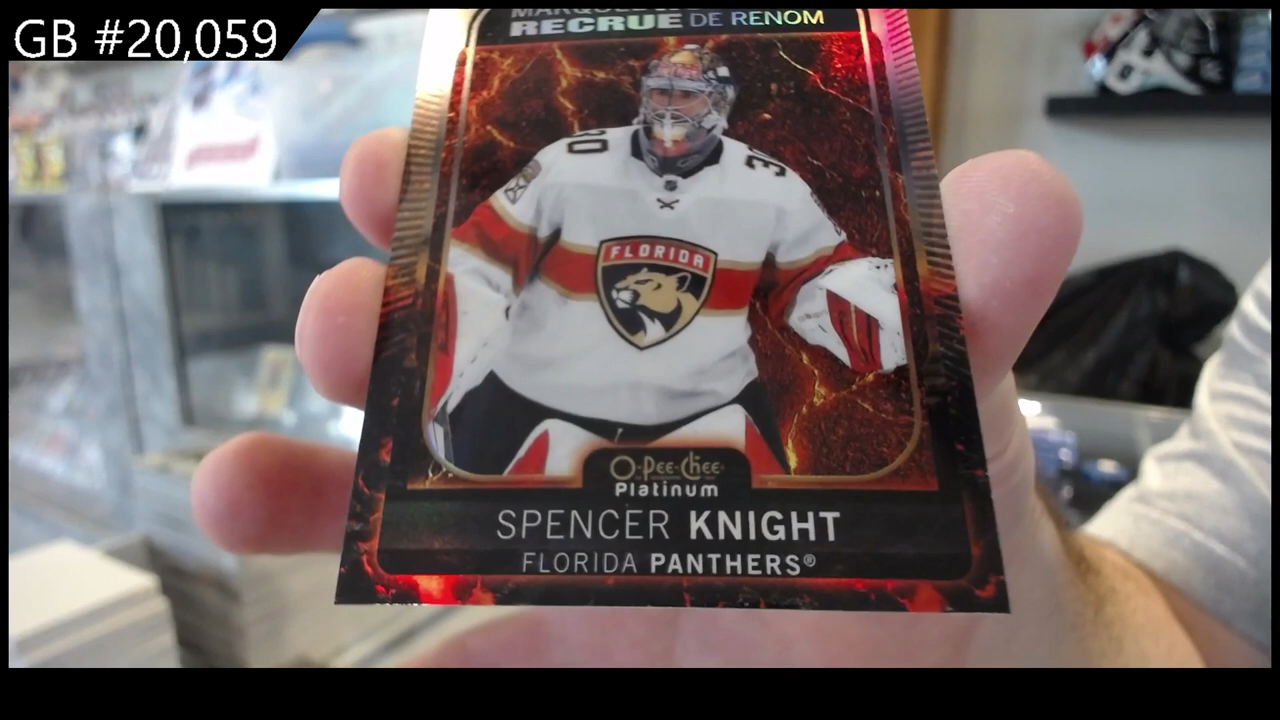 GB #20,059
RECRUE DE RENOM
30
30
FLORIDA
O-Pee-Chee
Platinum
SPENCER KNIGHT
FLORIDA PANTHERS®